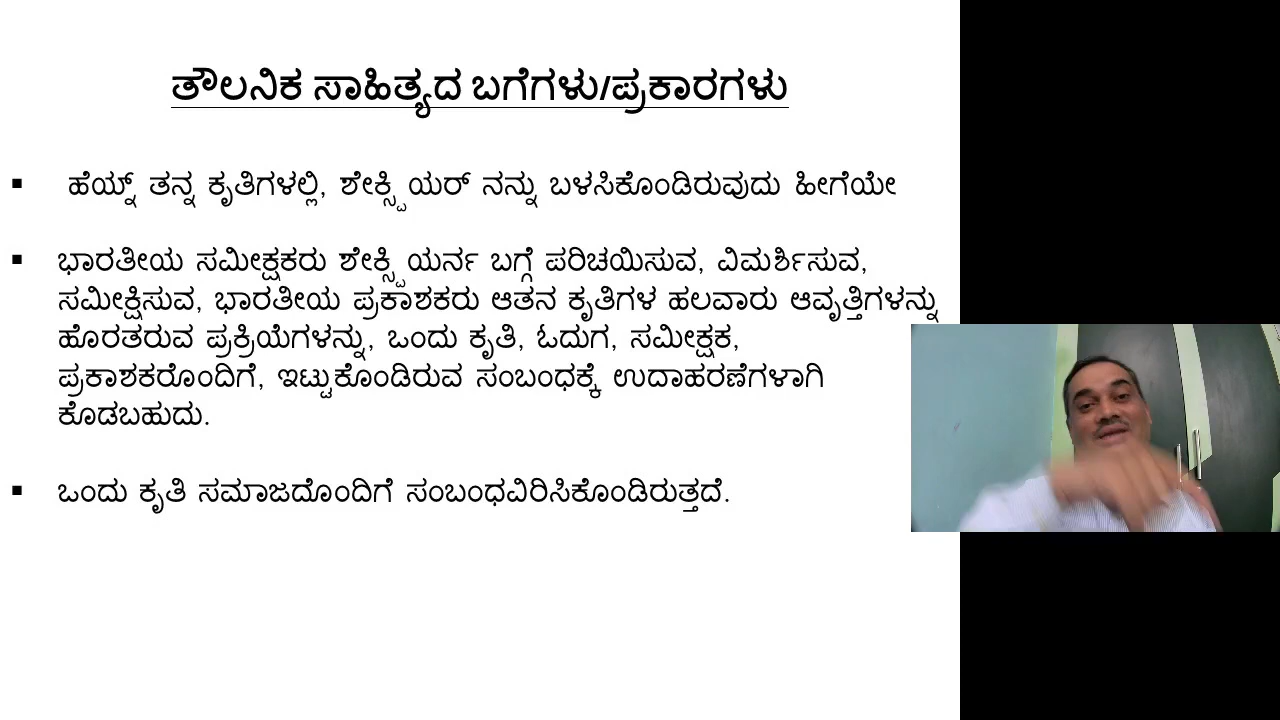 ತೌಲನಿಕ ಸಾಹಿತ್ಯದ ಬಗೆಗಳು/ಪ್ರಕಾರಗಳು
▪ ಹೆಯ್ನ್ ತನ್ನ ಕೃತಿಗಳಲ್ಲಿ, ಶೇಕ್ಸ್ಪಿಯರ್ ನನ್ನು ಬಳಸಿಕೊಂಡಿರುವುದು ಹೀಗೆಯೇ
▪ ಭಾರತೀಯ ಸಮೀಕ್ಷಕರು ಶೇಕ್ಸ್ಪಿಯರ್ನ ಬಗ್ಗೆ ಪರಿಚಯಿಸುವ, ವಿಮರ್ಶಿಸುವ,
ಸಮೀಕ್ಷಿಸುವ, ಭಾರತೀಯ ಪ್ರಕಾಶಕರು ಆತನ ಕೃತಿಗಳ ಹಲವಾರು ಆವೃತ್ತಿಗಳನ್ನು
ಹೊರತರುವ ಪ್ರಕ್ರಿಯೆಗಳನ್ನು, ಒಂದು ಕೃತಿ, ಓದುಗ, ಸಮೀಕ್ಷಕ,
ಪ್ರಕಾಶಕರೊಂದಿಗೆ, ಇಟ್ಟುಕೊಂಡಿರುವ ಸಂಬಂಧಕ್ಕೆ ಉದಾಹರಣೆಗಳಾಗಿ
ಕೊಡಬಹುದು.
▪ ಒಂದು ಕೃತಿ ಸಮಾಜದೊಂದಿಗೆ ಸಂಬಂಧವಿರಿಸಿಕೊಂಡಿರುತ್ತದೆ.